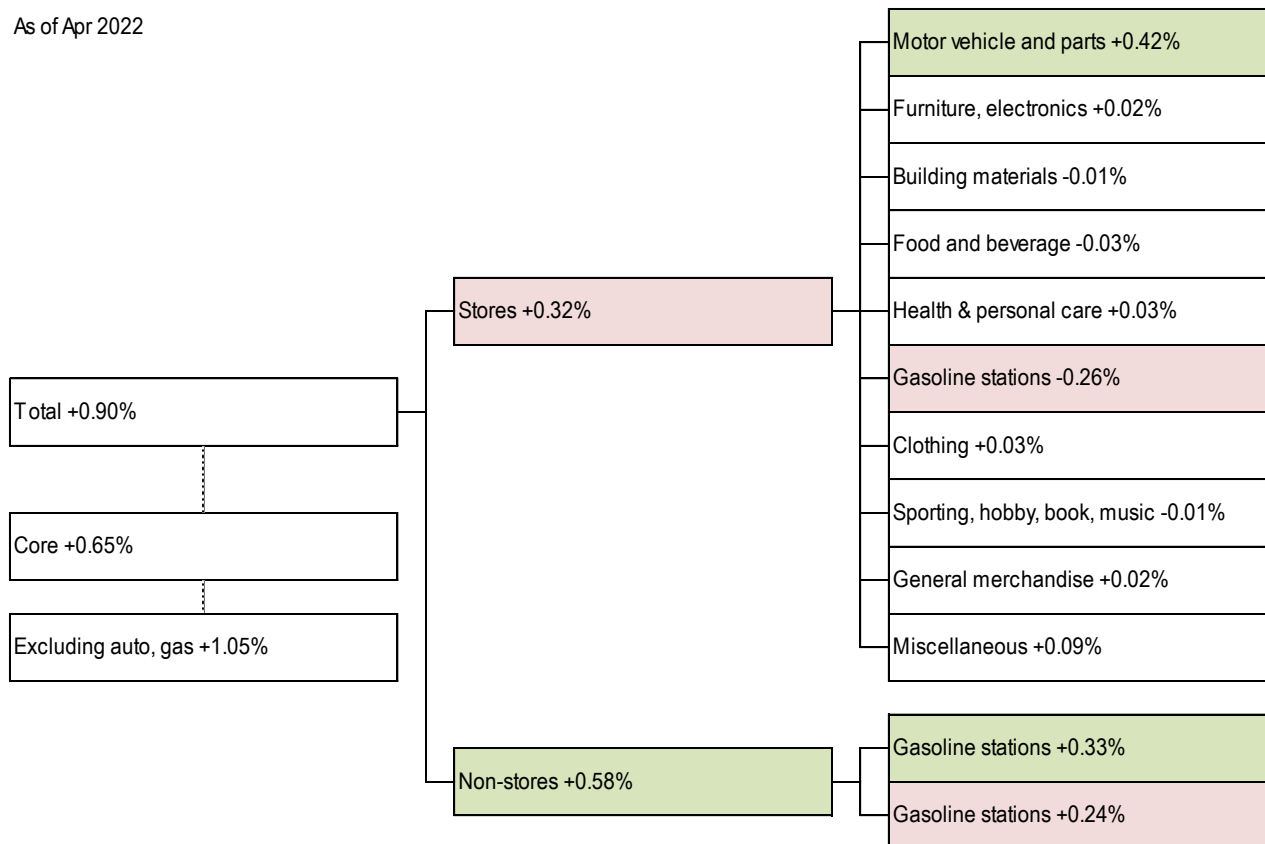 As of Apr 2022
Total +0.90%
Core +0.65%
Excluding auto, gas +1.05%
Stores +0.32%
Non-stores +0.58%
Motor vehicle and parts +0.42%
Furniture, electronics +0.02%
Building materials -0.01%
Food and beverage -0.03%
Health & personal care +0.03%
Gasoline stations -0.26%
Clothing +0.03%
Sporting, hobby, book, music -0.01%
General merchandise +0.02%
Miscellaneous +0.09%
Gasoline stations +0.33%
Gasoline stations +0.24%